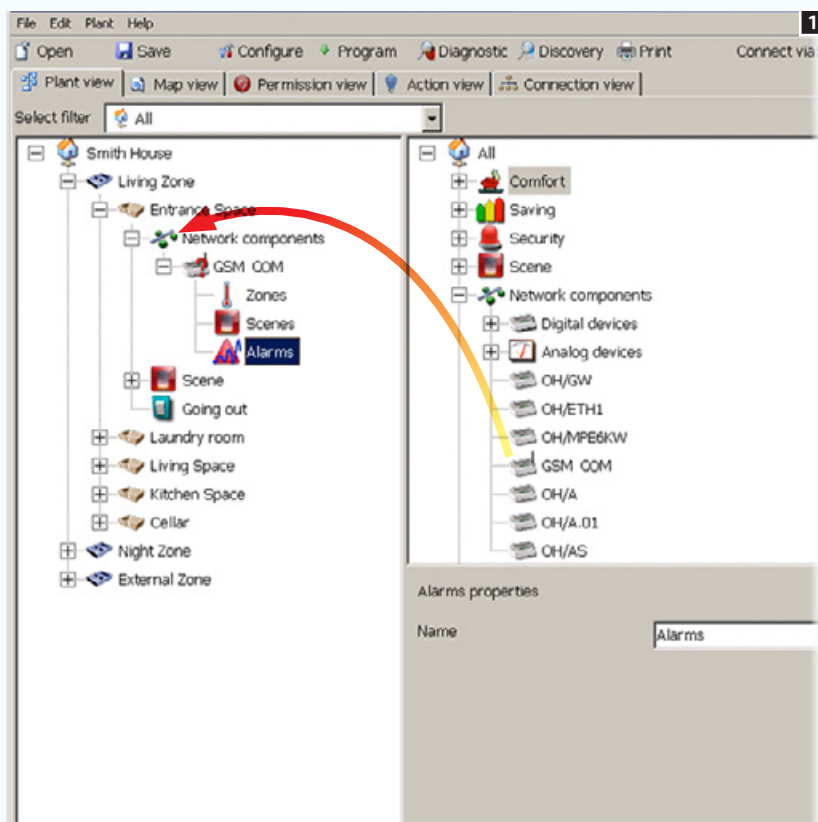 File Edit Plant Help
1
Open Save Configure Program Diagnostic Discovery Print Connect via
Plant view Map view Permission view Action view Connection view
Select filter All
Smith House
Living Zone
Entrance Space
Network components
GSM COM
Zones
Scenes
Alarms
Scene
Going out
Laundry room
Living Space
Kitchen Space
Cellar
Night Zone
External Zone
All
Comfort
Saving
Security
Scene
Network components
Digital devices
Analog devices
OH/GW
OH/ETH1
OH/MPE6KW
GSM COM
OH/A
OH/A.01
OH/AS
Alarms properties
Name Alarms